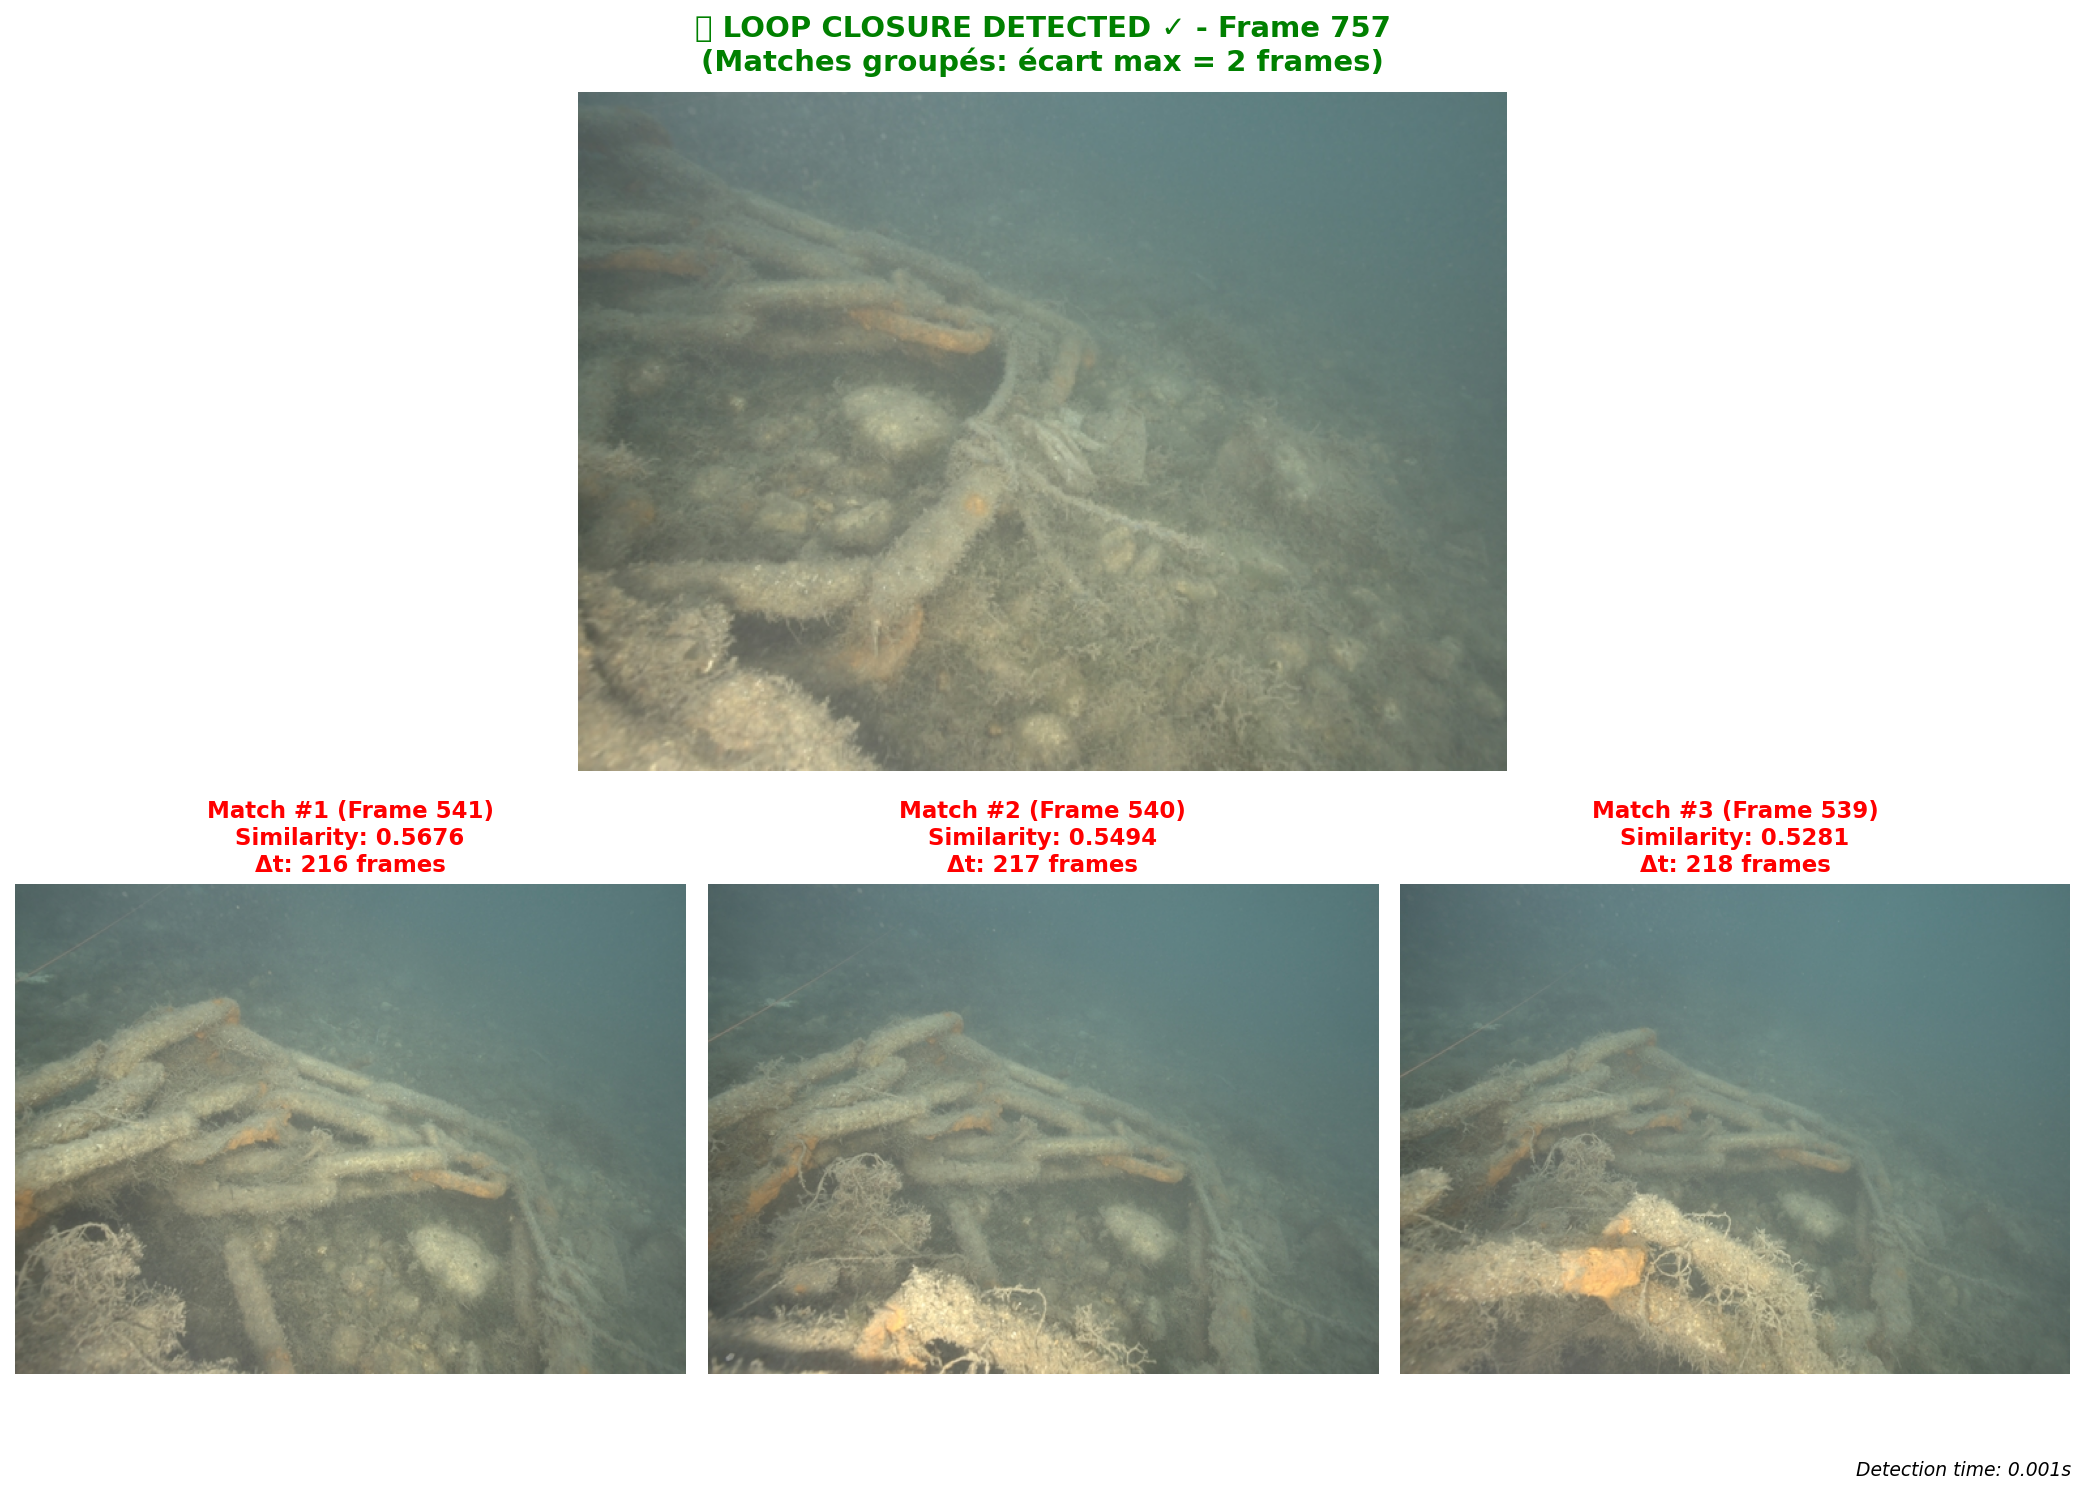 ▯ LOOP CLOSURE DETECTED ✓ - Frame 757
(Matches groupés: écart max = 2 frames)
Match #1 (Frame 541)
Similarity: 0.5676
Δt: 216 frames
Match #2 (Frame 540)
Similarity: 0.5494
Δt: 217 frames
Match #3 (Frame 539)
Similarity: 0.5281
Δt: 218 frames
Detection time: 0.001s